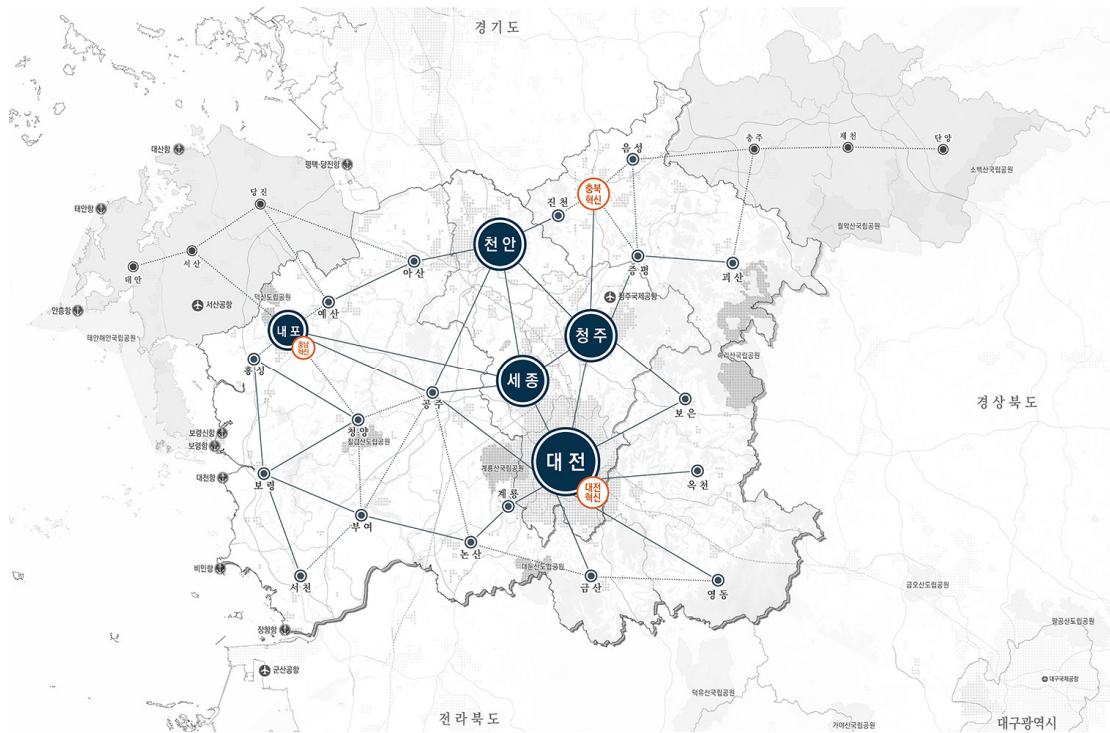 경기도
대산항
평택·당진항
음성
충주
제천
단양
소백산국립공원
충북
혁신
당진
태안항
진천
월악산국립공원
천안
서산
태안
아산
증평
괴산
덕산도립공원
예산
서산공항
청주국제공항
안흥항
태안해안국립공원
내포
충남
혁신
청주
속리산국립공원
홍성
세종
공주
보은
경상북도
청양
칠갑산도립공원
보령신항
보령항
대천항
보령
계룡산국립공원
대전
대전
혁신
옥천
계룡
부여
논산
대둔산도립공원
비인항
서천
금산
영동
금오산도립공원
장항항
팔공산도립공원
군산공항
대구국제공항
덕유산국립공원
전라북도
가야산국립공원
대구광역시